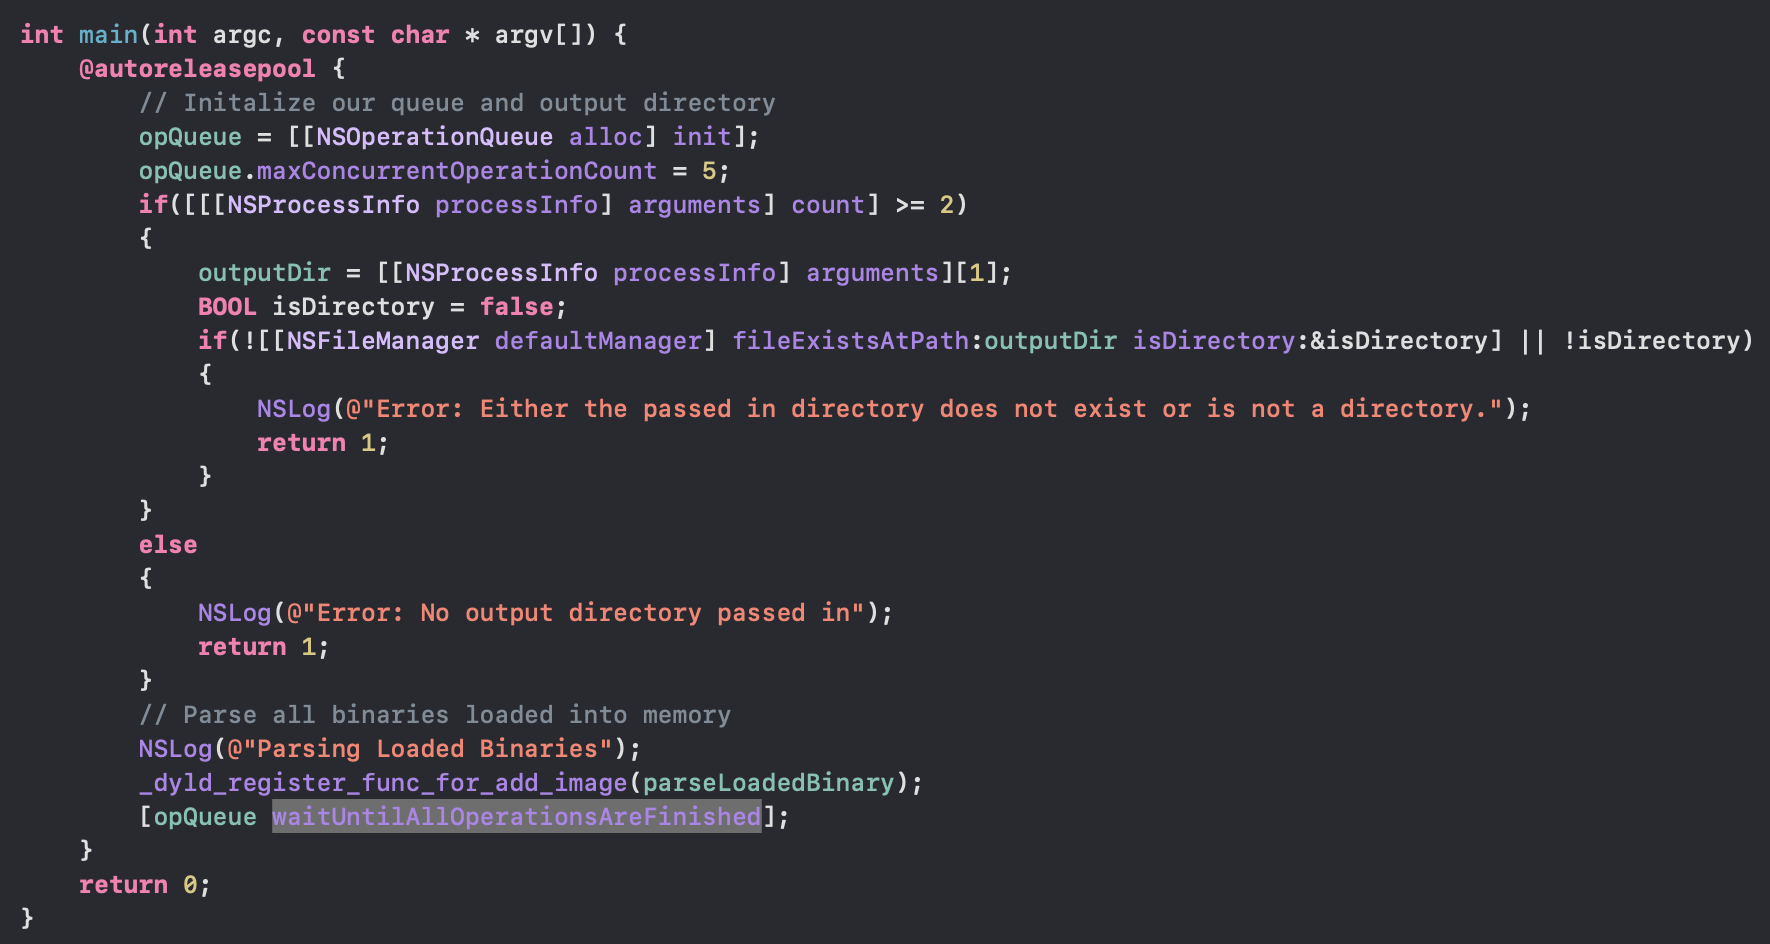 int main(int argc, const char * argv[]) {
    @autoreleasepool {
        // Initalize our queue and output directory
        opQueue = [[NSOperationQueue alloc] init];
        opQueue.maxConcurrentOperationCount = 5;
        if([[[NSProcessInfo processInfo] arguments] count] >= 2)
        {
            outputDir = [[NSProcessInfo processInfo] arguments][1];
            BOOL isDirectory = false;
            if(![[NSFileManager defaultManager] fileExistsAtPath:outputDir isDirectory:&isDirectory] || !isDirectory)
            {
                NSLog(@"Error: Either the passed in directory does not exist or is not a directory.");
                return 1;
            }
        }
        else
        {
            NSLog(@"Error: No output directory passed in");
            return 1;
        }
        // Parse all binaries loaded into memory
        NSLog(@"Parsing Loaded Binaries");
        _dyld_register_func_for_add_image(parseLoadedBinary);
        [opQueue waitUntilAllOperationsAreFinished];
    }
    return 0;
}